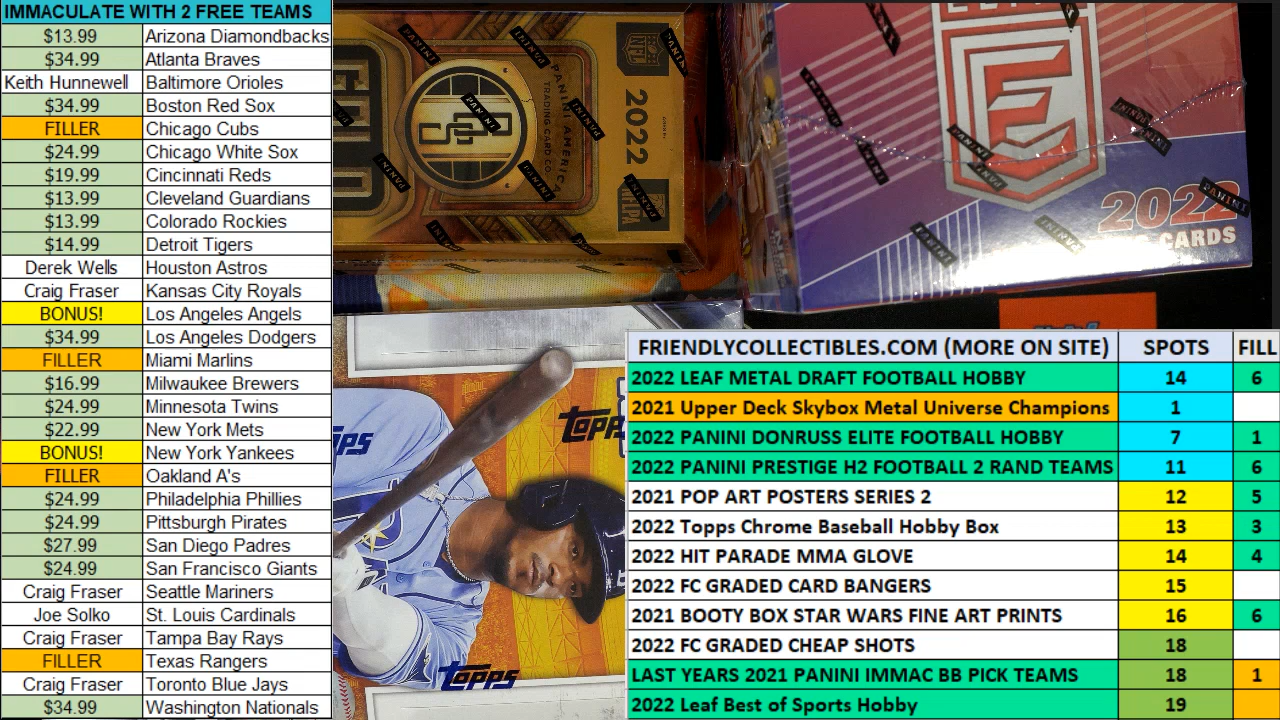 IMMACULATE WITH 2 FREE TEAMS
$13.99 Arizona Diamondbacks
$34.99 Atlanta Braves
Keith Hunnewell Baltimore Orioles
$34.99 Boston Red Sox
FILLER Chicago Cubs
$24.99 Chicago White Sox
$19.99 Cincinnati Reds
$13.99 Cleveland Guardians
$13.99 Colorado Rockies
$14.99 Detroit Tigers
Derek Wells Houston Astros
Craig Fraser Kansas City Royals
BONUS! Los Angeles Angels
$34.99 Los Angeles Dodgers
FILLER Miami Marlins
$16.99 Milwaukee Brewers
$24.99 Minnesota Twins
$22.99 New York Mets
BONUS! New York Yankees
FILLER Oakland A's
$24.99 Philadelphia Phillies
$24.99 Pittsburgh Pirates
$27.99 San Diego Padres
$24.99 San Francisco Giants
Craig Fraser Seattle Mariners
Joe Solko St. Louis Cardinals
Craig Fraser Tampa Bay Rays
FILLER Texas Rangers
Craig Fraser Toronto Blue Jays
$34.99 Washington Nationals
PANINI AMERICA
TRADING CARD CO.
2022
NFL
NFLPA
PANINI
E
2022
CARDS
TOPPS
TOPPS
FRIENDLYCOLLECTIBLES.COM (MORE ON SITE) SPOTS FILL
2022 LEAF METAL DRAFT FOOTBALL HOBBY 14 6
2021 Upper Deck Skybox Metal Universe Champions 1
2022 PANINI DONRUSS ELITE FOOTBALL HOBBY 7 1
2022 PANINI PRESTIGE H2 FOOTBALL 2 RAND TEAMS 11 6
2021 POP ART POSTERS SERIES 2 12 5
2022 Topps Chrome Baseball Hobby Box 13 3
2022 HIT PARADE MMA GLOVE 14 4
2022 FC GRADED CARD BANGERS 15
2021 BOOTY BOX STAR WARS FINE ART PRINTS 16 6
2022 FC GRADED CHEAP SHOTS 18
LAST YEARS 2021 PANINI IMMAC BB PICK TEAMS 18 1
2022 Leaf Best of Sports Hobby 19